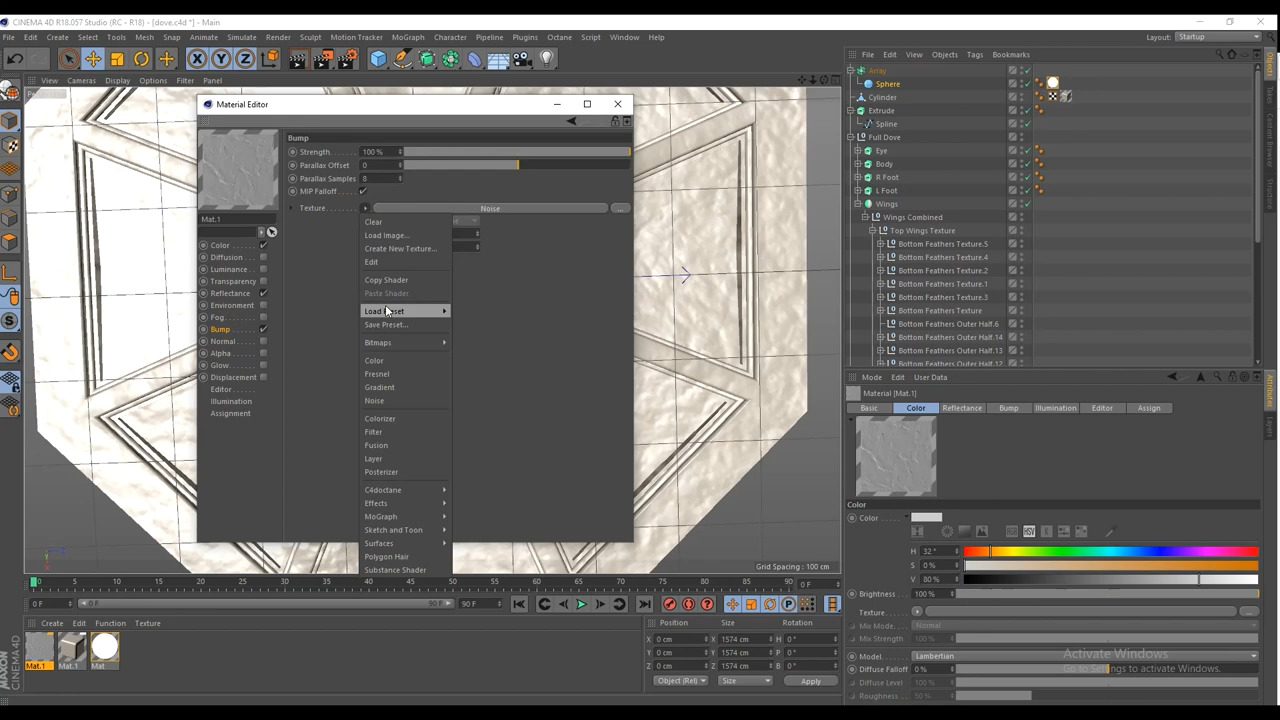 CINEMA 4D R18.057 Studio (RC - R18) - [dove.c4d *] - Main
File Edit Create Select Tools Mesh Snap Animate Simulate Render Sculpt Motion Tracker MoGraph Character Pipeline Plugins Octane Script Window Help
Layout: Startup
View Cameras Display Options Filter Panel
File Edit View Objects Tags Bookmarks
Array
Sphere
Cylinder
Extrude
Spline
Full Dove
Eye
Body
R Foot
L Foot
Wings
Wings Combined
Top Wings Texture
Bottom Feathers Texture.5
Bottom Feathers Texture.4
Bottom Feathers Texture.2
Bottom Feathers Texture.1
Bottom Feathers Texture.3
Bottom Feathers Texture
Bottom Feathers Outer Half.6
Bottom Feathers Outer Half.14
Bottom Feathers Outer Half.13
Bottom Feathers Outer Half.12
Objects
Takes
Content Browser
Structure
Material Editor
Mat.1
Color
Diffusion
Luminance
Transparency
Reflectance
Environment
Fog
Bump
Normal
Alpha
Glow
Displacement
Editor
Illumination
Assignment
Bump
Strength 100 %
Parallax Offset 0
Parallax Samples 8
MIP Falloff
Texture Noise ...
Clear
Load Image...
Create New Texture...
Edit
Copy Shader
Paste Shader
Load Preset
Save Preset...
Bitmaps
Color
Fresnel
Gradient
Noise
Colorizer
Filter
Fusion
Layer
Posterizer
C4doctane
Effects
MoGraph
Sketch and Toon
Surfaces
Polygon Hair
Substance Shader
Grid Spacing : 100 cm
0 5 10 15 20 25 30 35 40 45 50 55 60 65 70 75 80 85 90 0 F
0 F 0 F 90 F 90 F
Create Edit Function Texture
Mat.1 Mat.1 Mat
MAXON CINEMA 4D
Position Size Rotation
X 0 cm X 1574 cm H 0 °
Y 0 cm Y 1574 cm P 0 °
Z 0 cm Z 1574 cm B 0 °
Object (Rel) Size Apply
Mode Edit User Data
Attributes
Layers
Material [Mat.1]
Basic Color Reflectance Bump Illumination Editor Assign
Color
Color
H 32 °
S 0 %
V 80 %
Brightness 100 %
Texture ...
Mix Mode Normal
Mix Strength 100 %
Model Lambertian
Diffuse Falloff 0 %
Diffuse Level 100 %
Roughness 50 %
Activate Windows
Go to Settings to activate Windows.